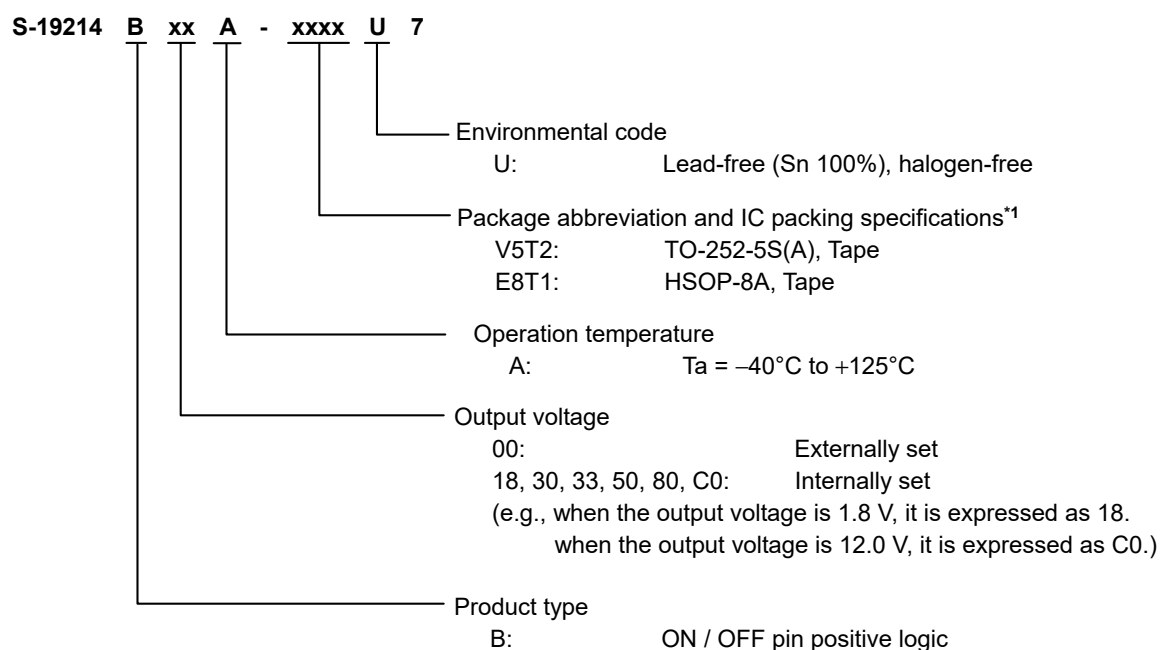 S-19214 B xx A - xxxx U 7
Environmental code
U: Lead-free (Sn 100%), halogen-free
Package abbreviation and IC packing specifications*1
V5T2: TO-252-5S(A), Tape
E8T1: HSOP-8A, Tape
Operation temperature
A: Ta = −40°C to +125°C
Output voltage
00: Externally set
18, 30, 33, 50, 80, C0: Internally set
(e.g., when the output voltage is 1.8 V, it is expressed as 18.
when the output voltage is 12.0 V, it is expressed as C0.)
Product type
B: ON / OFF pin positive logic